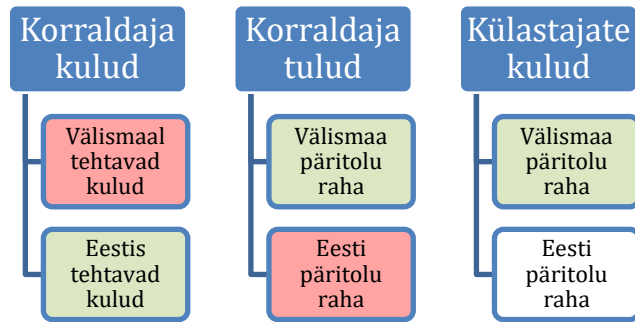 Korraldaja
kulud
Välismaal
tehtavad
kulud
Eestis
tehtavad
kulud
Korraldaja
tulud
Välismaa
päritolu
raha
Eesti
päritolu
raha
Külastajate
kulud
Välismaa
päritolu
raha
Eesti
päritolu
raha